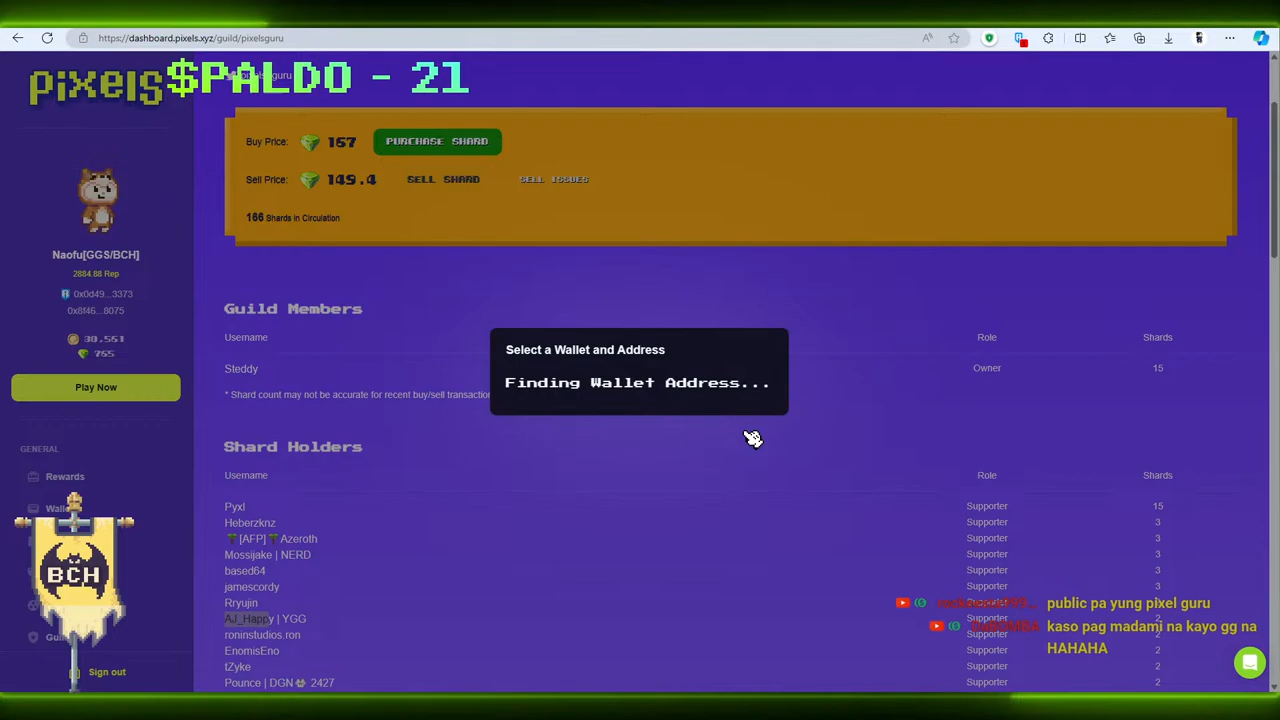 https://dashboard.pixels.xyz/guild/pixelsguru
pixels
$PALDO - 21
Buy Price: 167 PURCHASE SHARD
Sell Price: 149.4 SELL SHARD SELL ISSUES
166 Shards in Circulation
Naofu[GGS/BCH]
2884.88 Rep
0x0d49...3373
0x8f46...8075
30,561
765
Play Now
GENERAL
Rewards
Sign out
BCH
Guild Members
Username Role Shards
Steddy Owner 15
* Shard count may not be accurate for recent buy/sell transaction
Select a Wallet and Address
Finding Wallet Address...
Shard Holders
Username Role Shards
Pyxl Supporter 15
Heberzknz Supporter 3
[AFP] Azeroth Supporter 3
Mossijake | NERD Supporter 3
based64 Supporter 3
jamescordy Supporter 3
Rryujin
AJ_Happy | YGG
roninstudios.ron
EnomisEno Supporter 2
tZyke Supporter 2
Pounce | DGN 2427 Supporter 2
public pa yung pixel guru
kaso pag madami na kayo gg na
HAHAHA